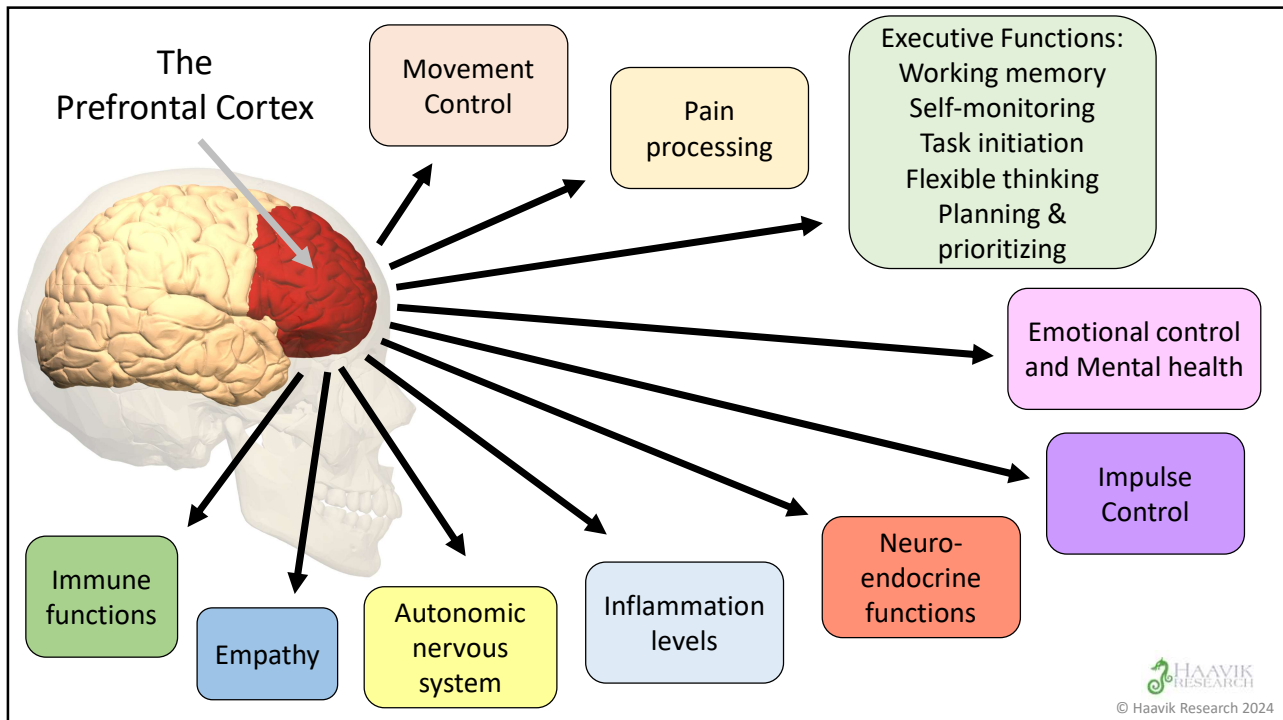 The
Prefrontal Cortex
Movement
Control
Pain
processing
Executive Functions:
Working memory
Self-monitoring
Task initiation
Flexible thinking
Planning &
prioritizing
Emotional control
and Mental health
Impulse
Control
Neuro-
endocrine
functions
Inflammation
levels
Autonomic
nervous
system
Empathy
Immune
functions
HAAVIK
RESEARCH
© Haavik Research 2024